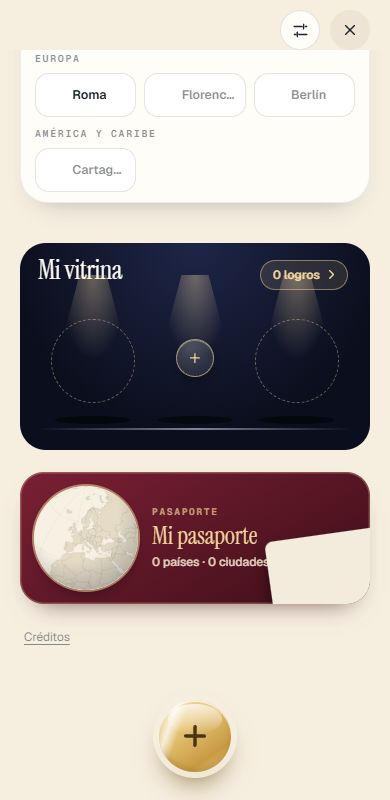 EUROPA
Roma
Florenc...
Berlín
AMÉRICA Y CARIBE
Cartag...
Mi vitrina
0 logros
PASAPORTE
Mi pasaporte
0 países · 0 ciudades
Créditos